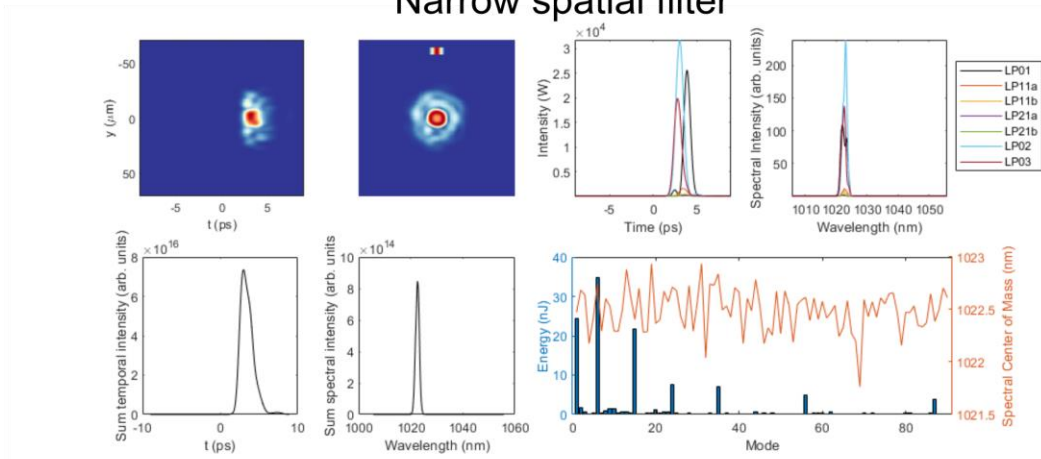 Narrow spatial filter
-50
0
50
y (μm)
-5
0
5
t (ps)
×10⁴
3
2.5
2
1.5
1
0.5
Intensity (W)
-5
0
5
Time (ps)
200
150
100
50
Spectral Intensity (arb. units))
1010
1020
1030
1040
1050
Wavelength (nm)
LP01
LP11a
LP11b
LP21a
LP21b
LP02
LP03
×10¹⁶
8
6
4
2
0
Sum temporal intensity (arb. units)
-10
-5
0
5
10
t (ps)
×10¹⁴
10
8
6
4
2
0
Sum spectral intensity (arb. units
1000
1020
1040
1060
Wavelength (nm)
40
30
20
10
0
Energy (nJ)
0
20
40
60
80
Mode
1023
1022.5
1022
1021.5
Spectral Center of Mass (nm)